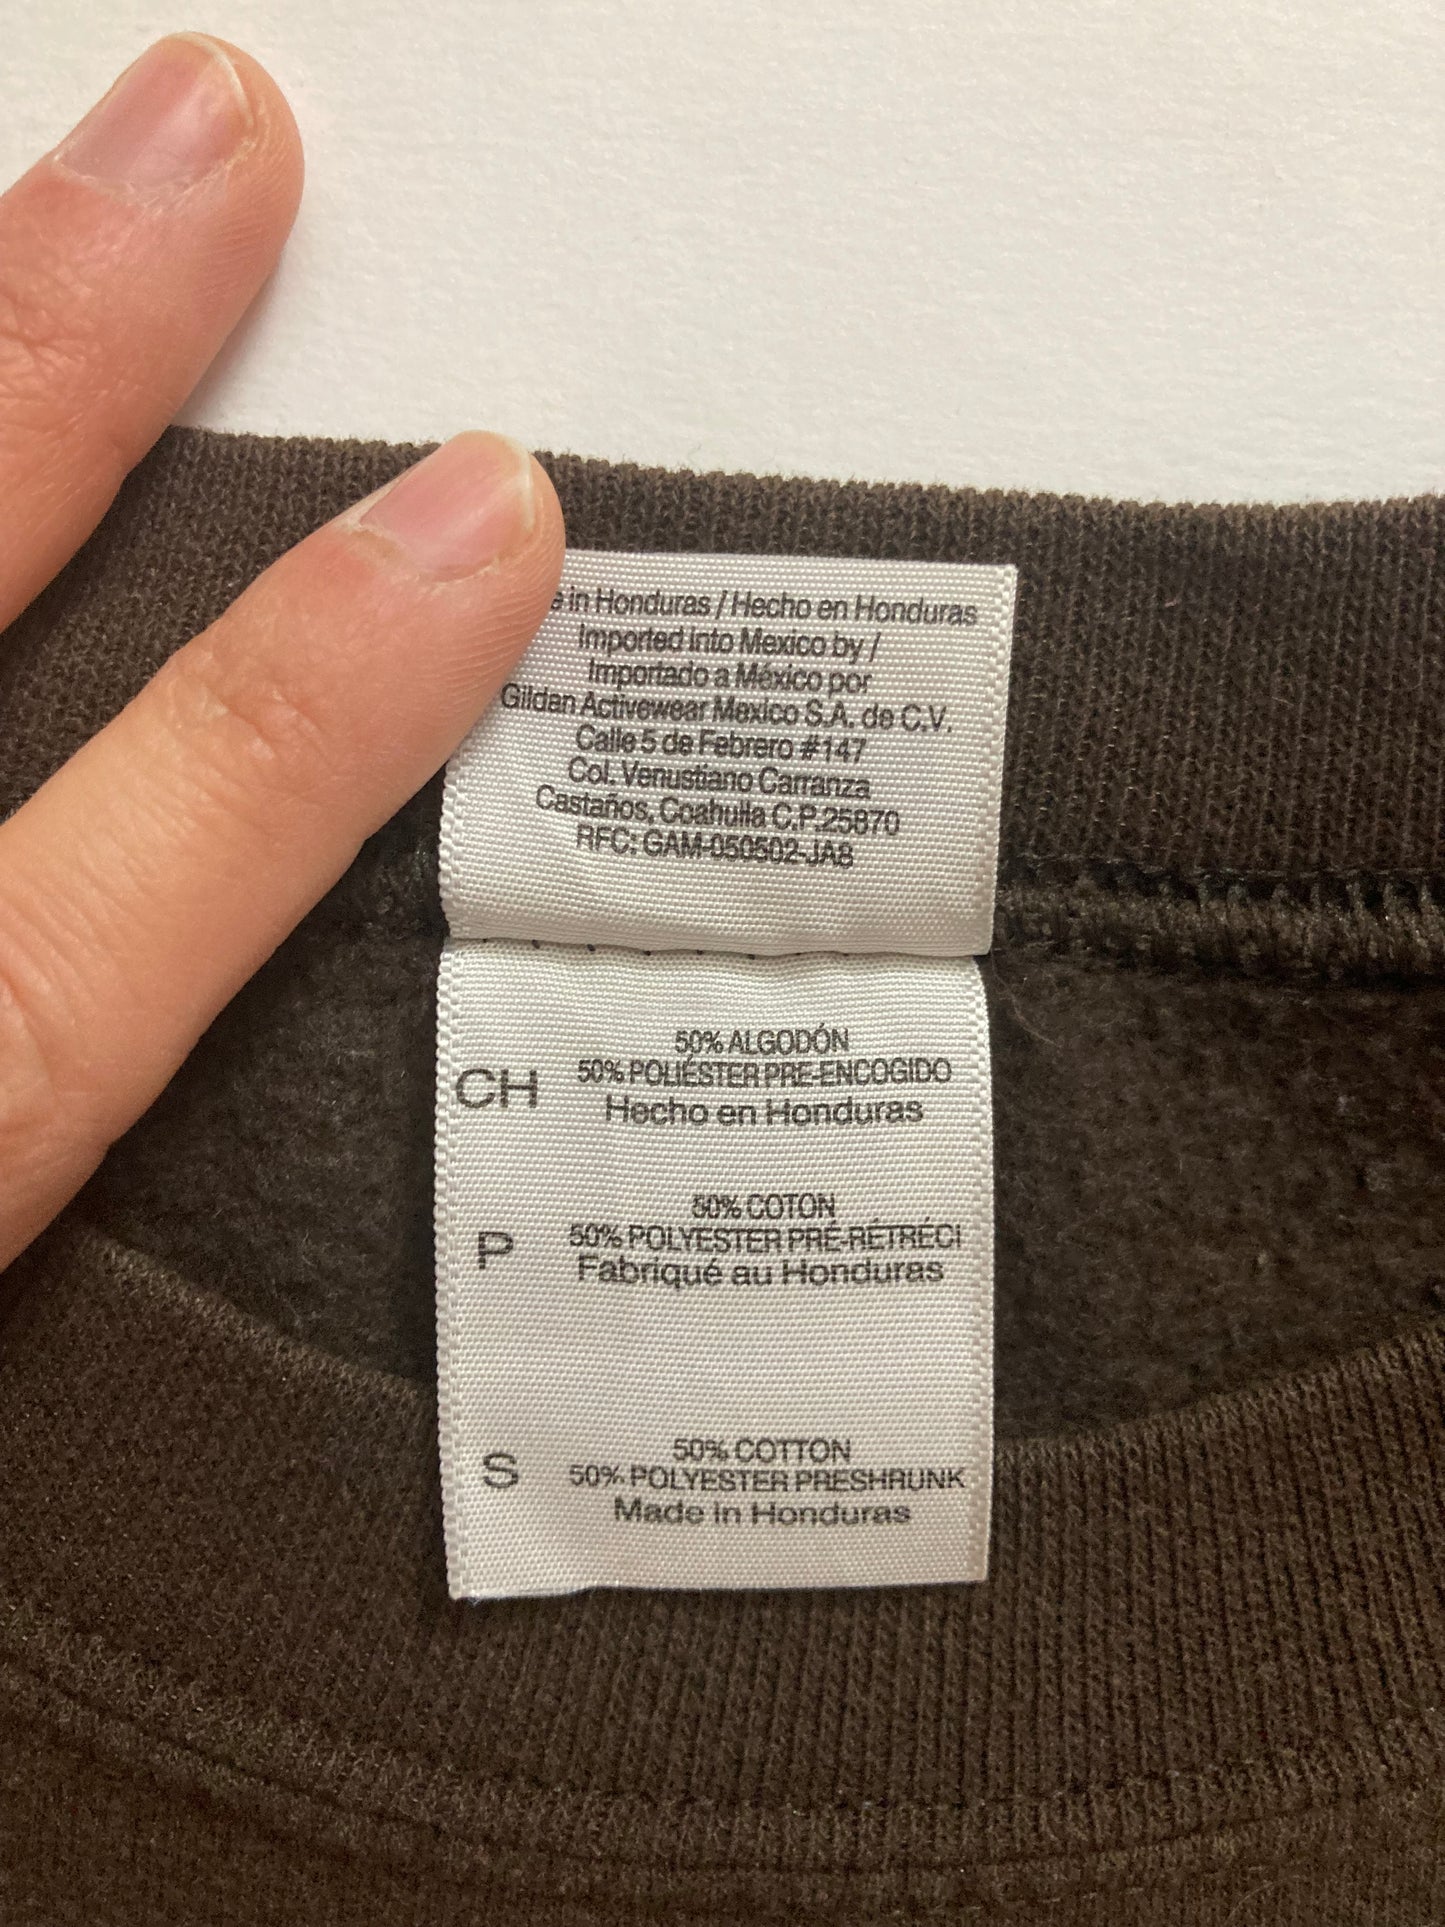 in Honduras / Hecho en Honduras
Imported into Mexico by /
Importado a México por
Gildan Activewear Mexico S.A. de C.V.
Calle 5 de Febrero #147
Col. Venustiano Carranza
Castaños, Coahuila C.P.25870
RFC: GAM-050502-JA8
50% ALGODÓN
CH 50% POLIÉSTER PRE-ENCOGIDO
Hecho en Honduras
50% COTON
P 50% POLYESTER PRÉ-RÉTRÉCI
Fabriqué au Honduras
50% COTTON
S 50% POLYESTER PRESHRUNK
Made in Honduras